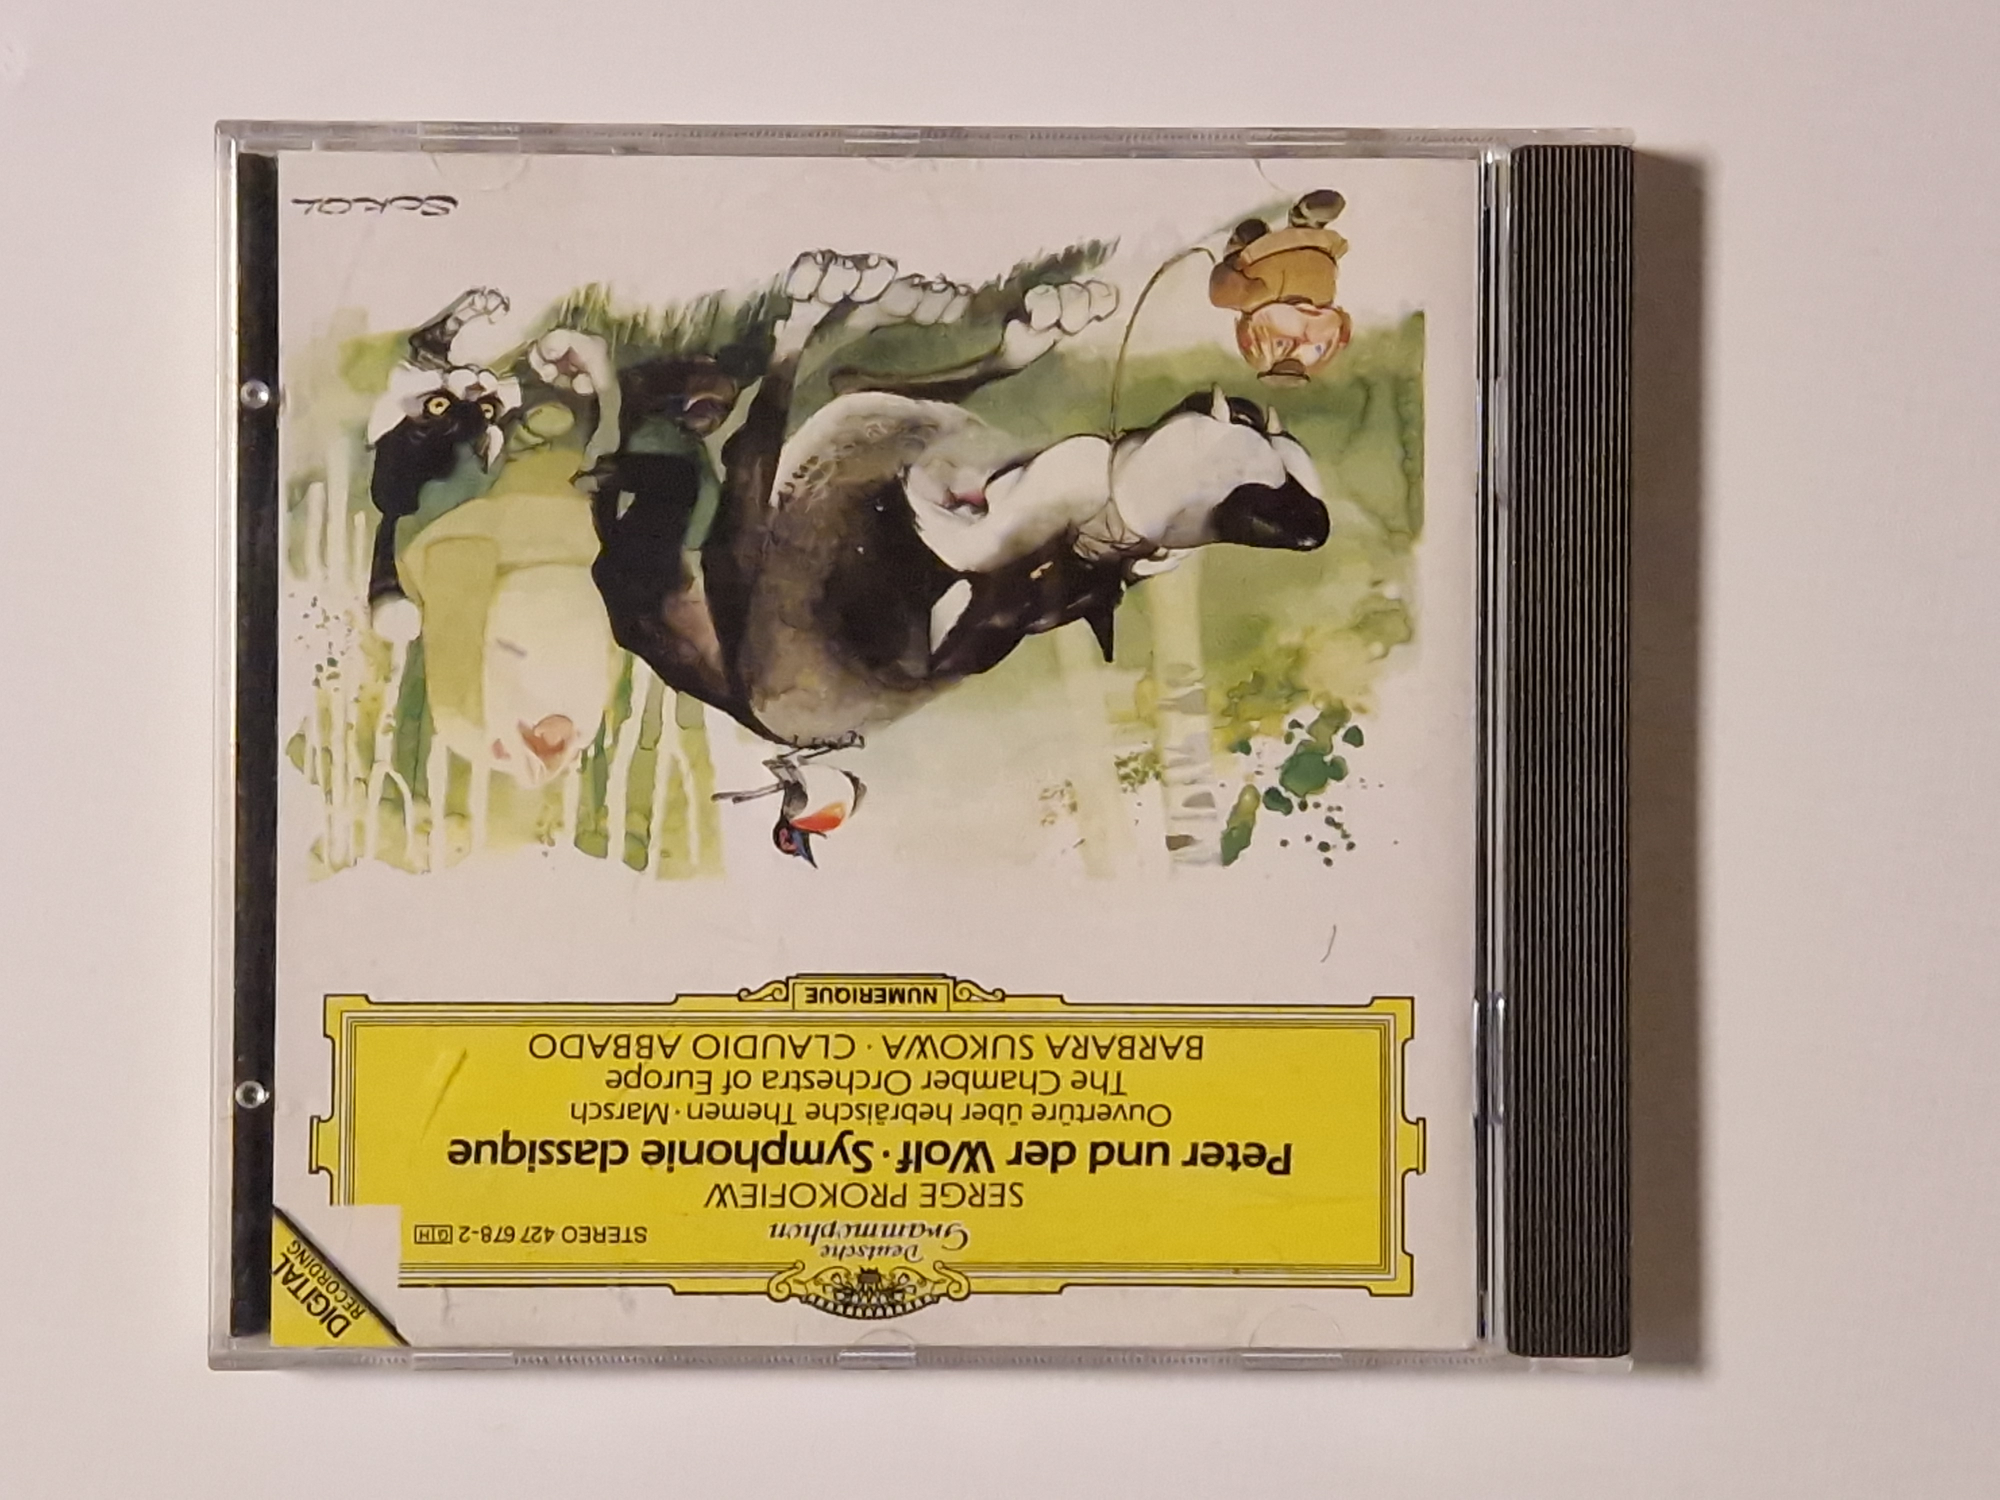 DIGITAL
RECORDING
Deutsche
Grammophon
STEREO 427 678-2 GH
SERGE PROKOFIEW
Peter und der Wolf · Symphonie classique
Ouvertüre über hebräische Themen · Marsch
The Chamber Orchestra of Europe
BARBARA SUKOWA · CLAUDIO ABBADO
NUMERIQUE
SOKOL